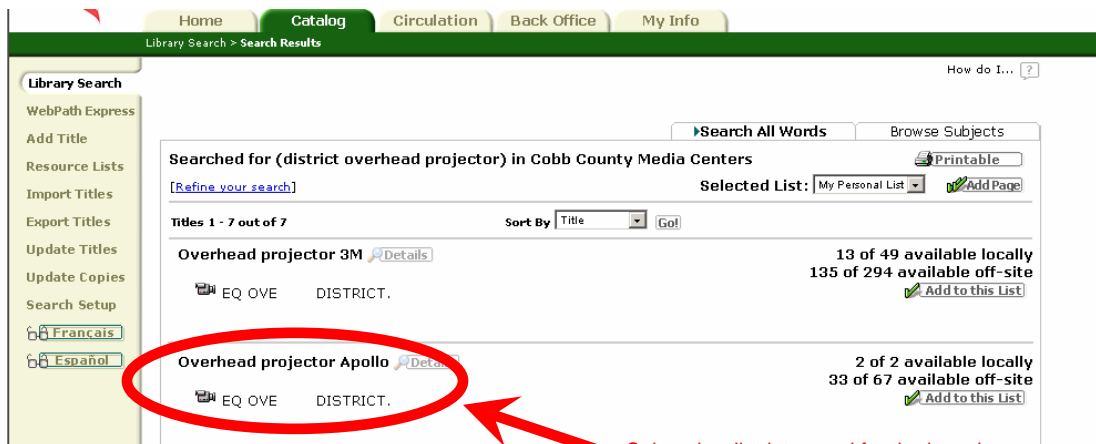 Home Catalog Circulation Back Office My Info
Library Search > Search Results
How do I... ?
Library Search
WebPath Express
Add Title
Resource Lists
Import Titles
Export Titles
Update Titles
Update Copies
Search Setup
Français
Español
Search All Words Browse Subjects
Searched for (district overhead projector) in Cobb County Media Centers Printable
[Refine your search] Selected List: My Personal List Add Page
Titles 1 - 7 out of 7 Sort By Title Go!
Overhead projector 3M Details 13 of 49 available locally
135 of 294 available off-site
EQ OVE DISTRICT. Add to this List
Overhead projector Apollo Details 2 of 2 available locally
33 of 67 available off-site
EQ OVE DISTRICT. Add to this List